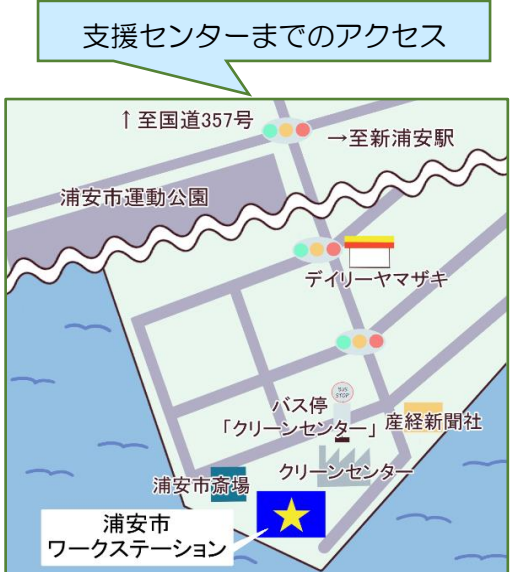 支援センターまでのアクセス
↑至国道357号
→至新浦安駅
浦安市運動公園
デイリーヤマザキ
BUS
STOP
バス停
「クリーンセンター」
産経新聞社
クリーンセンター
浦安市斎場
浦安市
ワークステーション